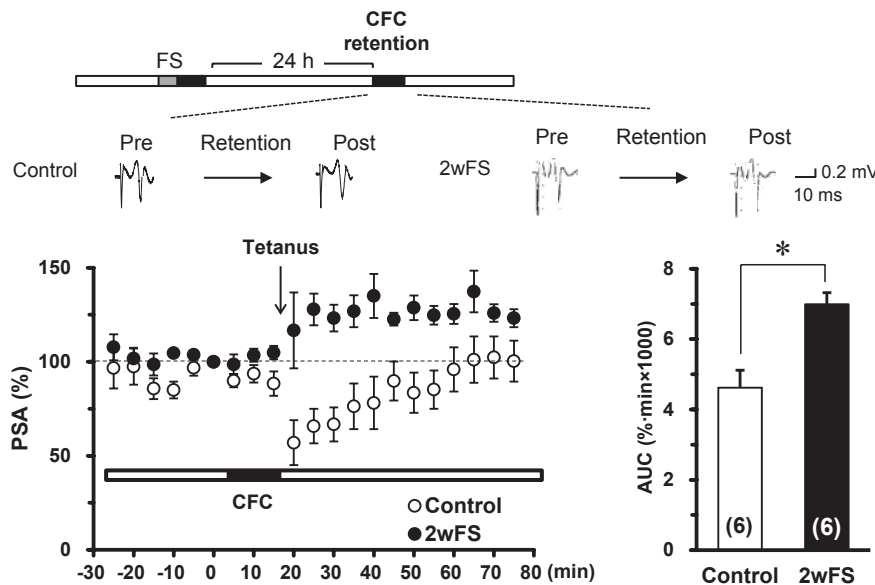 CFC
retention
FS
24 h
Pre
Retention
Post
Pre
Retention
Post
Control
2wFS
0.2 mV
10 ms
Tetanus
150
100
50
0
PSA (%)
CFC
Control
2wFS
-30 -20 -10 0 10 20 30 40 50 60 70 80 (min)
*
8
6
4
2
0
AUC (%·min×1000)
(6)
(6)
Control
2wFS